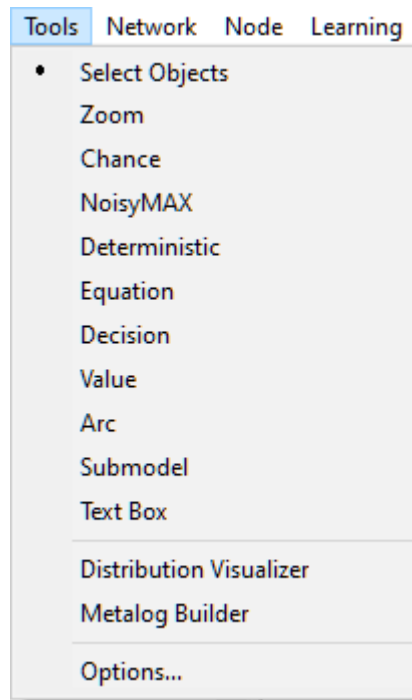 Tools Network Node Learning
Select Objects
Zoom
Chance
NoisyMAX
Deterministic
Equation
Decision
Value
Arc
Submodel
Text Box
Distribution Visualizer
Metalog Builder
Options...